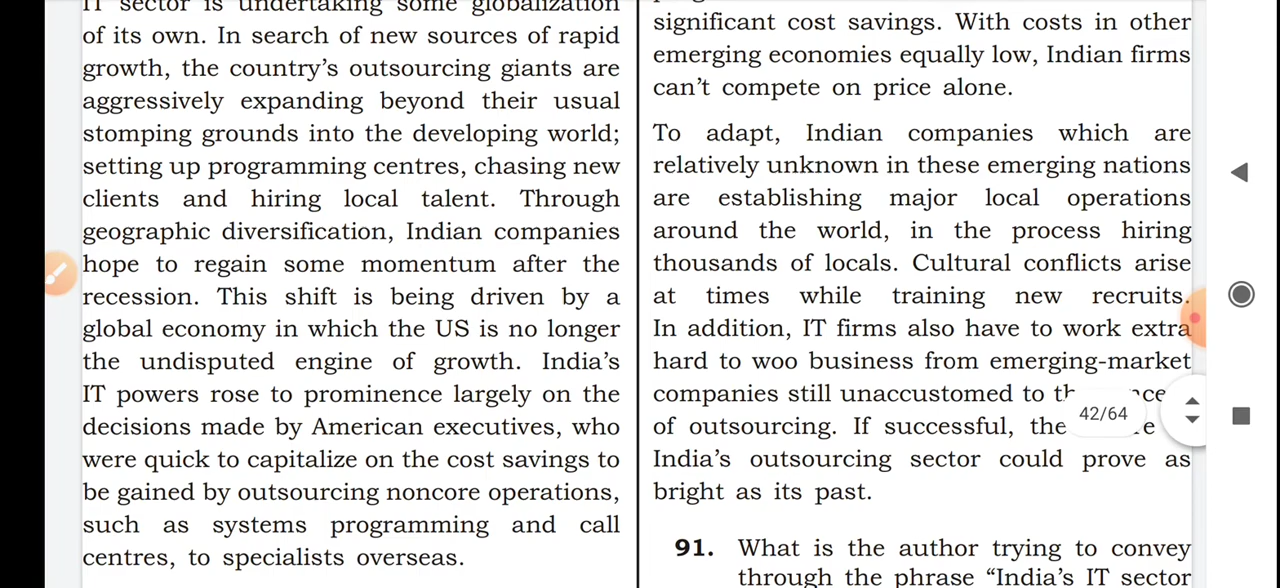 IT sector is undertaking some globalization
of its own. In search of new sources of rapid
growth, the country's outsourcing giants are
aggressively expanding beyond their usual
stomping grounds into the developing world;
setting up programming centres, chasing new
clients and hiring local talent. Through
geographic diversification, Indian companies
hope to regain some momentum after the
recession. This shift is being driven by a
global economy in which the US is no longer
the undisputed engine of growth. India's
IT powers rose to prominence largely on the
decisions made by American executives, who
were quick to capitalize on the cost savings to
be gained by outsourcing noncore operations,
such as systems programming and call
centres, to specialists overseas.
significant cost savings. With costs in other
emerging economies equally low, Indian firms
can't compete on price alone.
To adapt, Indian companies which are
relatively unknown in these emerging nations
are establishing major local operations
around the world, in the process hiring
thousands of locals. Cultural conflicts arise
at times while training new recruits.
In addition, IT firms also have to work extra
hard to woo business from emerging-market
companies still unaccustomed to
of outsourcing. If successful,
India's outsourcing sector could prove as
bright as its past.
91. What is the author trying to convey
through the phrase "India's IT sector
42/64